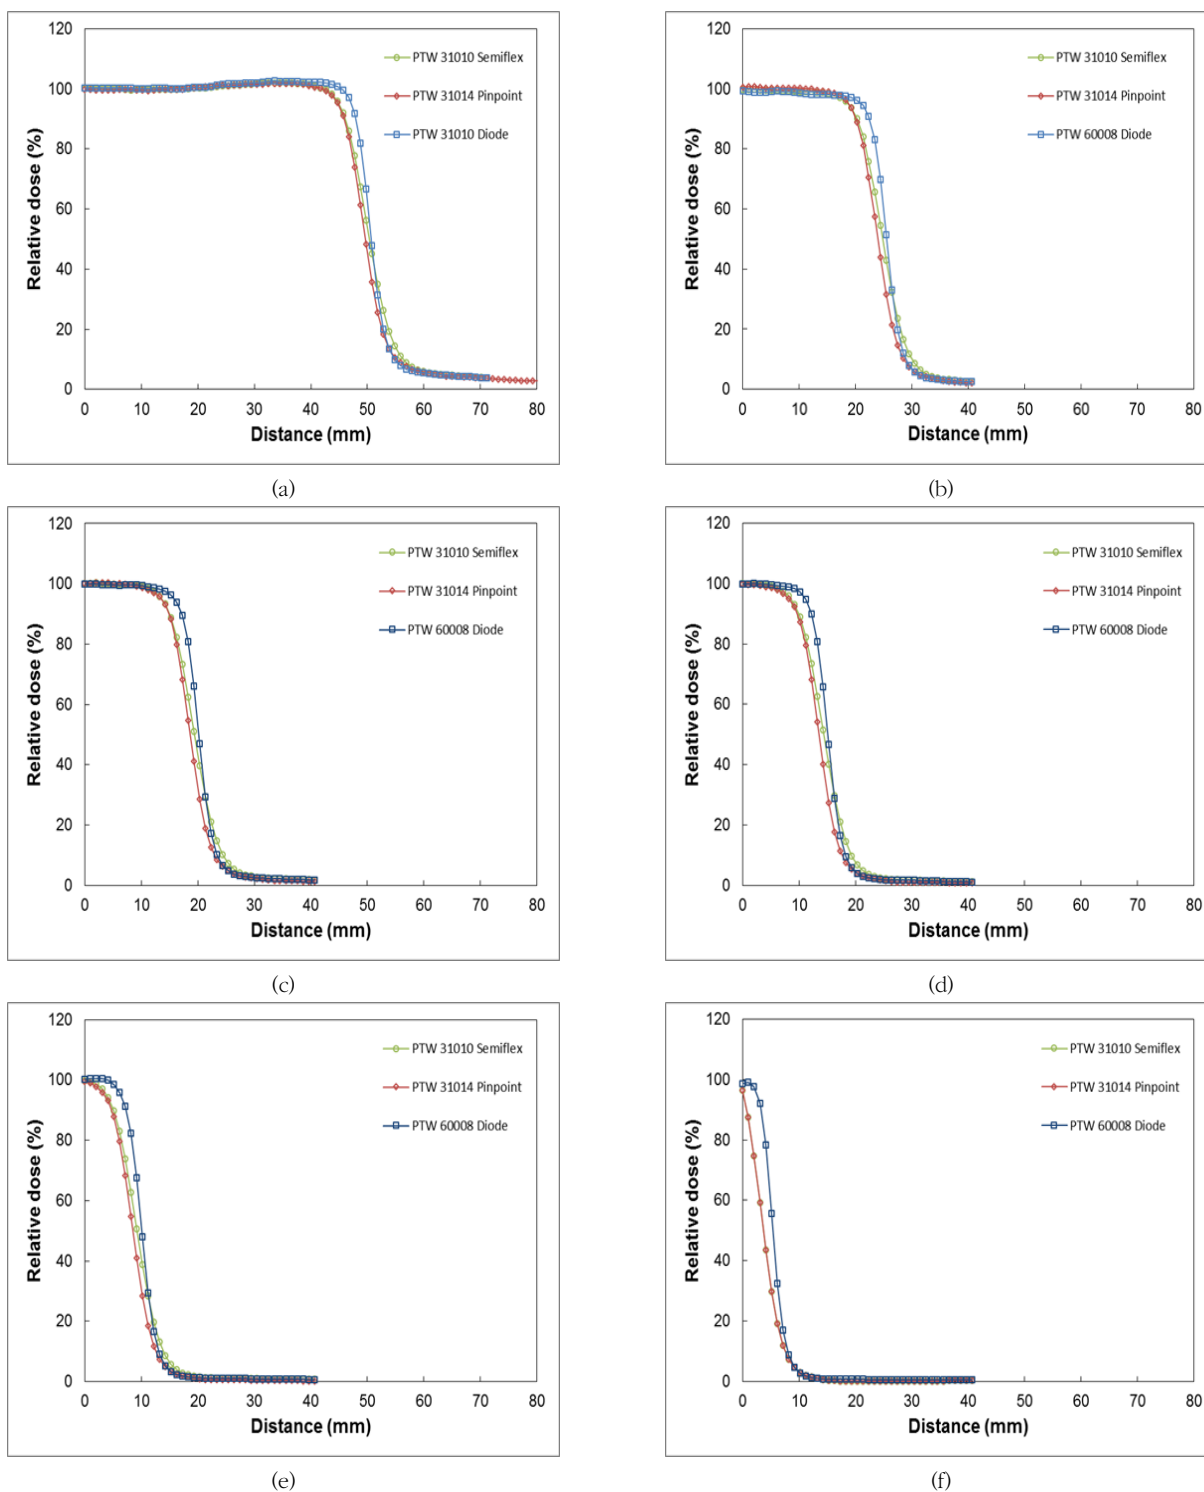 120
100
80
60
40
20
0
Relative dose (%)
PTW 31010 Semiflex
PTW 31014 Pinpoint
PTW 31010 Diode
0 10 20 30 40 50 60 70 80
Distance (mm)
(a)
120
100
80
60
40
20
0
Relative dose (%)
PTW 31010 Semiflex
PTW 31014 Pinpoint
PTW 60008 Diode
0 10 20 30 40 50 60 70 80
Distance (mm)
(b)
120
100
80
60
40
20
0
Relative dose (%)
PTW 31010 Semiflex
PTW 31014 Pinpoint
PTW 60008 Diode
0 10 20 30 40 50 60 70 80
Distance (mm)
(c)
120
100
80
60
40
20
0
Relative dose (%)
PTW 31010 Semiflex
PTW 31014 Pinpoint
PTW 60008 Diode
0 10 20 30 40 50 60 70 80
Distance (mm)
(d)
120
100
80
60
40
20
0
Relative dose (%)
PTW 31010 Semiflex
PTW 31014 Pinpoint
PTW 60008 Diode
0 10 20 30 40 50 60 70 80
Distance (mm)
(e)
120
100
80
60
40
20
0
Relative dose (%)
PTW 31010 Semiflex
PTW 31014 Pinpoint
PTW 60008 Diode
0 10 20 30 40 50 60 70 80
Distance (mm)
(f)